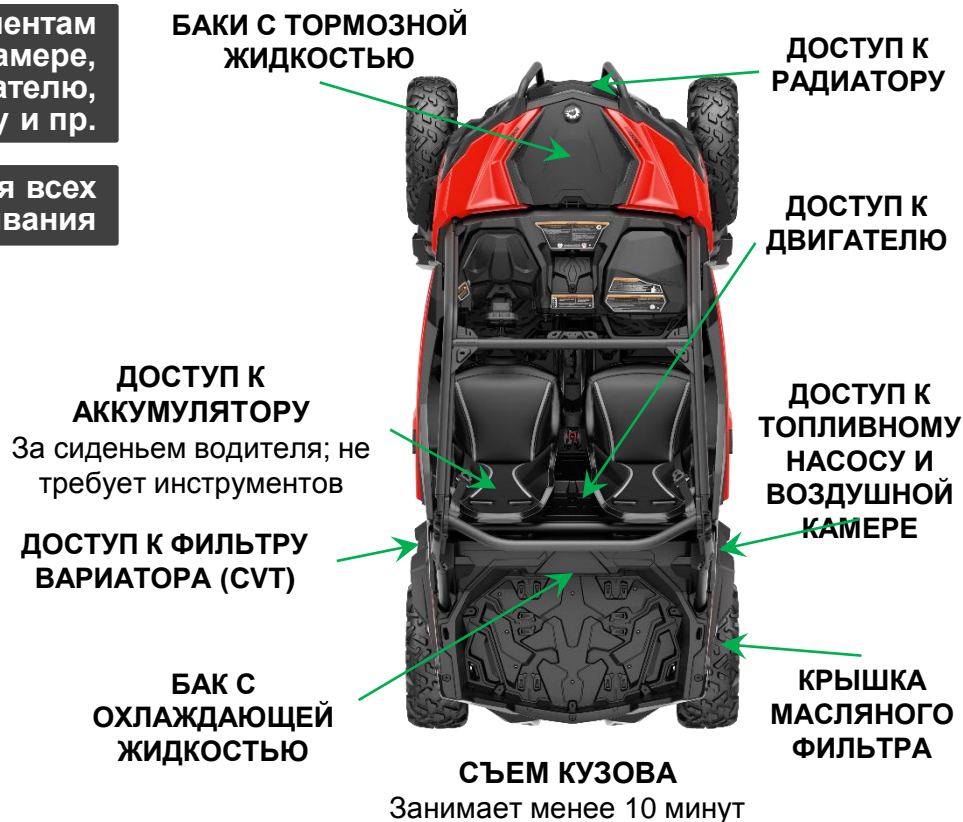 ментам
амере,
ателю,
у и пр.
я всех
ивания
БАКИ С ТОРМОЗНОЙ
ЖИДКОСТЬЮ
ДОСТУП К
РАДИАТОРУ
ДОСТУП К
ДВИГАТЕЛЮ
ДОСТУП К
АККУМУЛЯТОРУ
За сиденьем водителя; не
требует инструментов
ДОСТУП К
ТОПЛИВНОМУ
НАСОСУ И
ВОЗДУШНОЙ
КАМЕРЕ
ДОСТУП К ФИЛЬТРУ
ВАРИАТОРА (CVT)
БАК С
ОХЛАЖДАЮЩЕЙ
ЖИДКОСТЬЮ
КРЫШКА
МАСЛЯНОГО
ФИЛЬТРА
СЪЕМ КУЗОВА
Занимает менее 10 минут